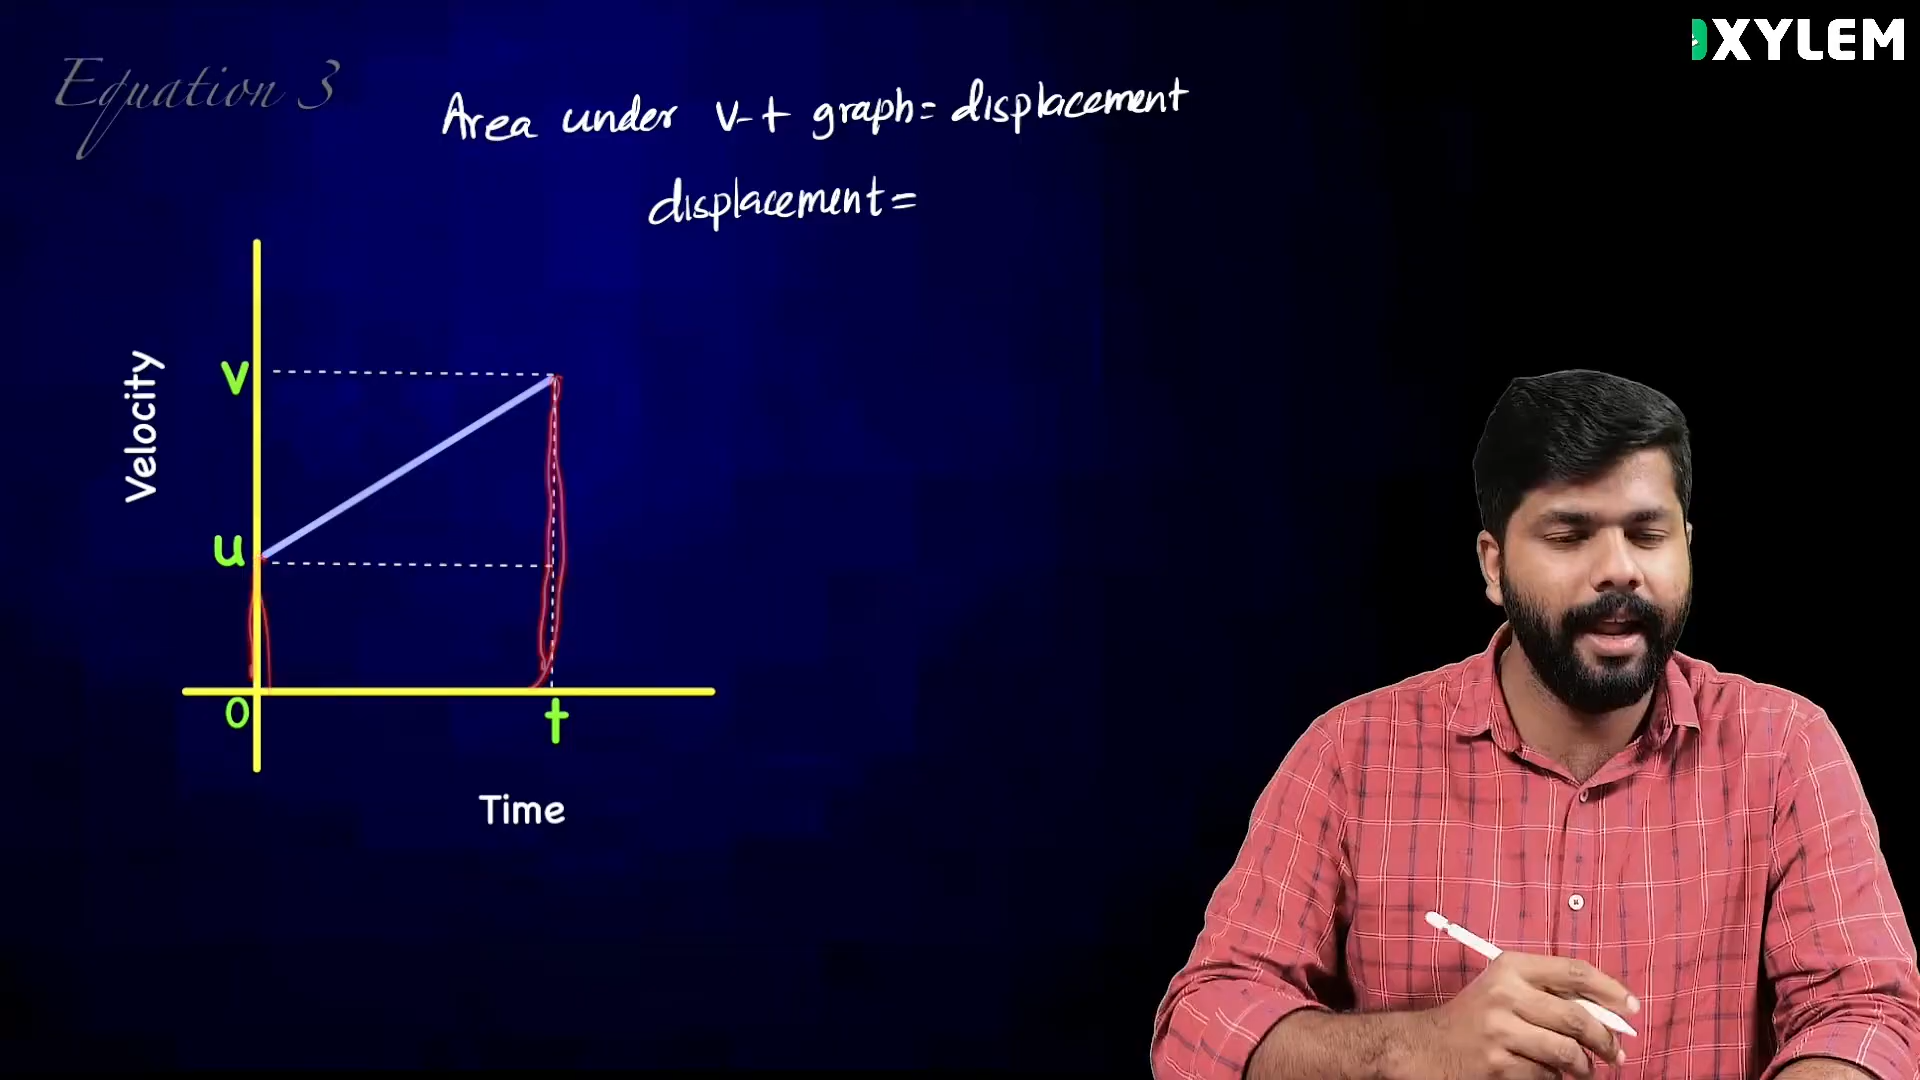 XYLEM
Equation 3
Area under v-t graph = displacement
displacement =
Velocity
v
u
0
t
Time